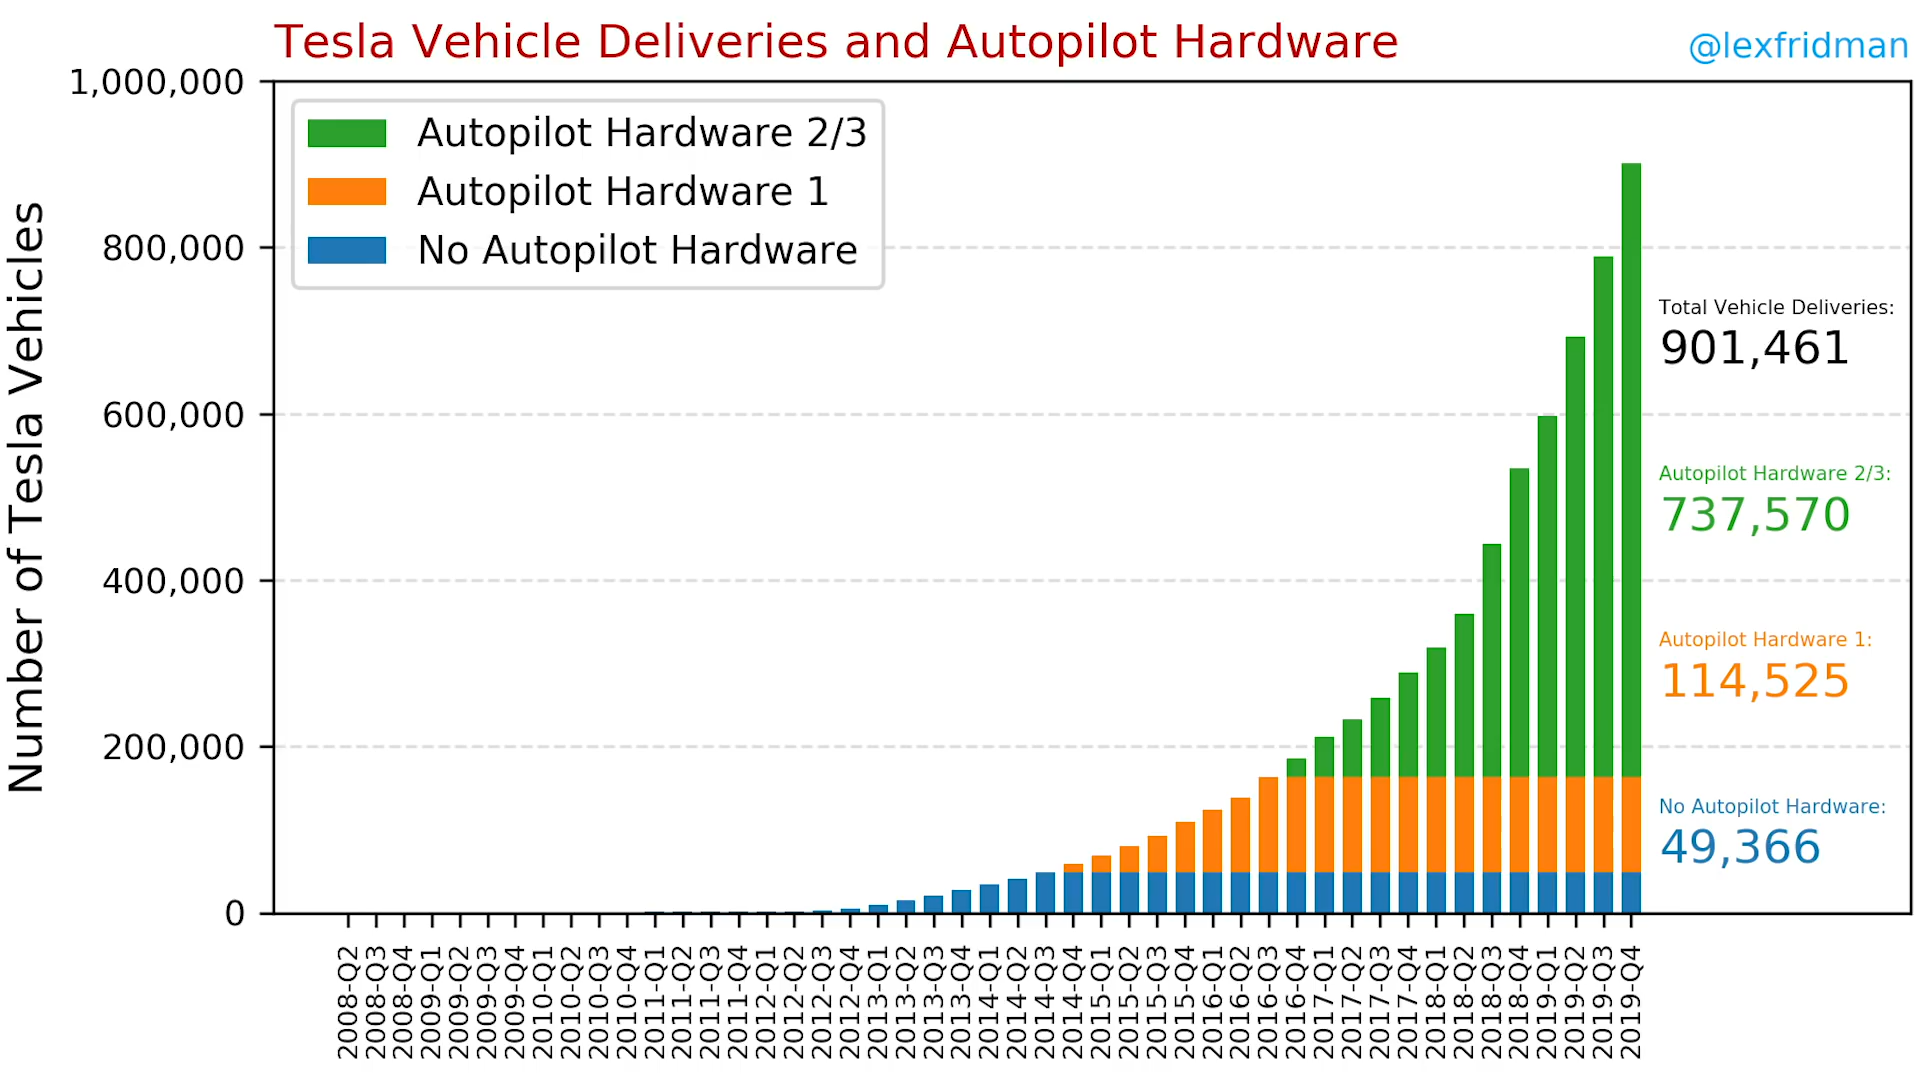 Tesla Vehicle Deliveries and Autopilot Hardware
@lexfridman
Number of Tesla Vehicles
1,000,000
800,000
600,000
400,000
200,000
0
Autopilot Hardware 2/3
Autopilot Hardware 1
No Autopilot Hardware
Total Vehicle Deliveries:
901,461
Autopilot Hardware 2/3:
737,570
Autopilot Hardware 1:
114,525
No Autopilot Hardware:
49,366
2008-Q2
2008-Q3
2008-Q4
2009-Q1
2009-Q2
2009-Q3
2009-Q4
2010-Q1
2010-Q2
2010-Q3
2010-Q4
2011-Q1
2011-Q2
2011-Q3
2011-Q4
2012-Q1
2012-Q2
2012-Q3
2012-Q4
2013-Q1
2013-Q2
2013-Q3
2013-Q4
2014-Q1
2014-Q2
2014-Q3
2014-Q4
2015-Q1
2015-Q2
2015-Q3
2015-Q4
2016-Q1
2016-Q2
2016-Q3
2016-Q4
2017-Q1
2017-Q2
2017-Q3
2017-Q4
2018-Q1
2018-Q2
2018-Q3
2018-Q4
2019-Q1
2019-Q2
2019-Q3
2019-Q4